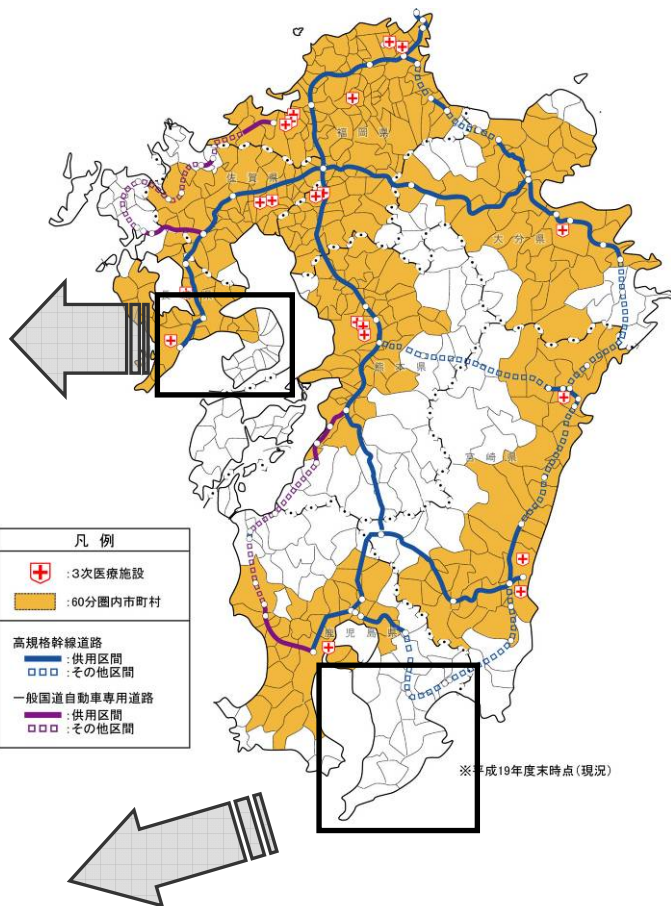 福岡県
佐賀県
大分県
長
熊本県
宮崎県
鹿児島県
凡例
:3次医療施設
:60分圏内市町村
高規格幹線道路
:供用区間
:その他区間
一般国道自動車専用道路
:供用区間
:その他区間
※平成19年度末時点(現況)